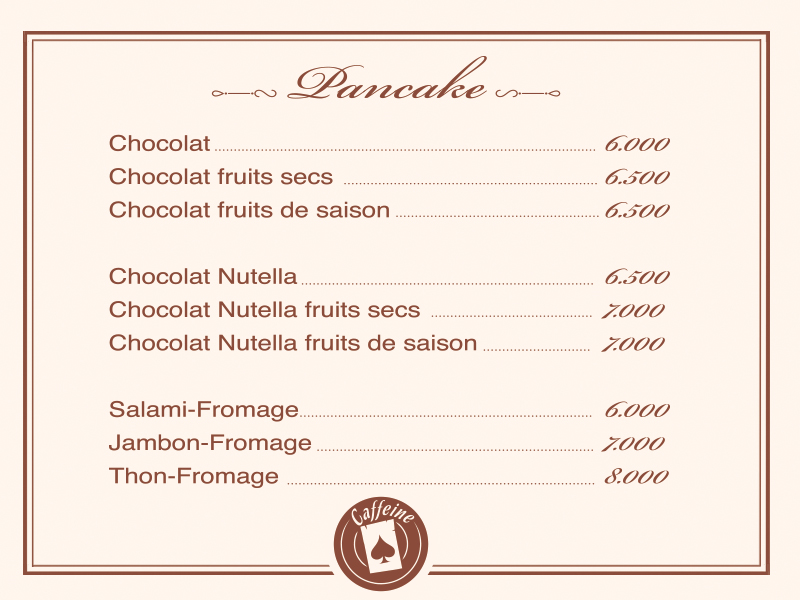 Pancake
Chocolat 6.000
Chocolat fruits secs 6.500
Chocolat fruits de saison 6.500
Chocolat Nutella 6.500
Chocolat Nutella fruits secs 7.000
Chocolat Nutella fruits de saison 7.000
Salami-Fromage 6.000
Jambon-Fromage 7.000
Thon-Fromage 8.000
Caffeine